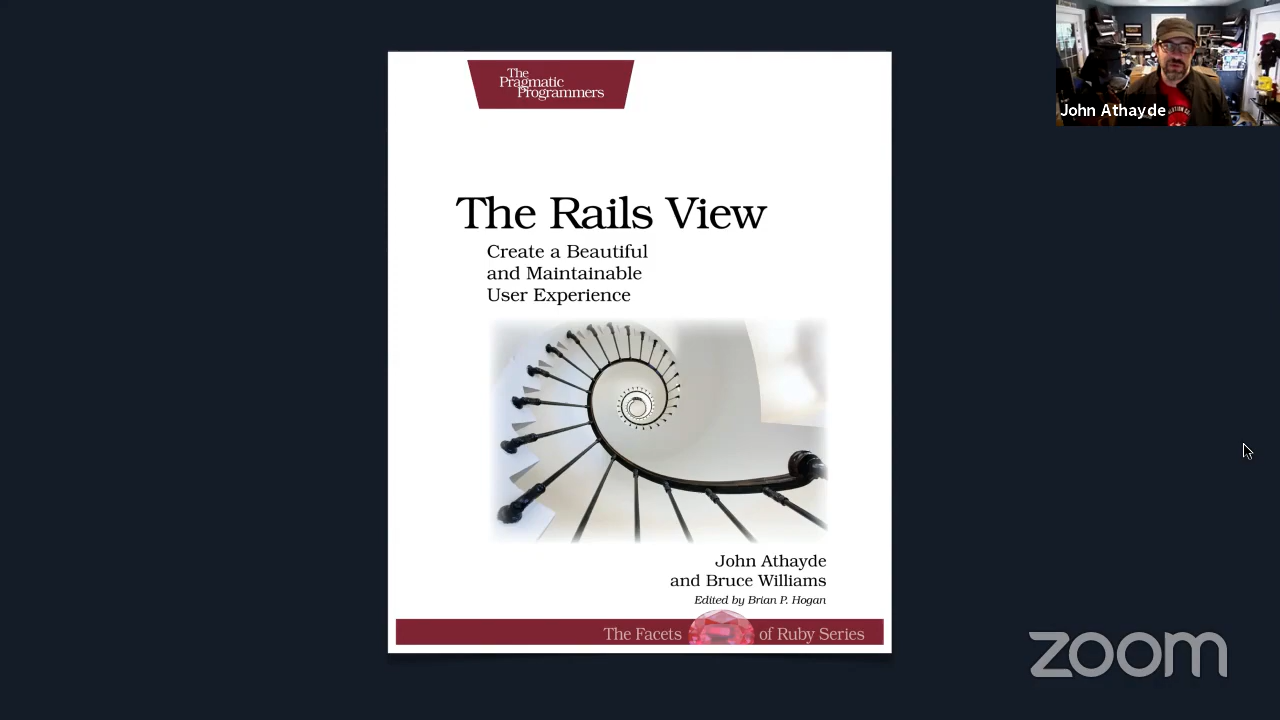 The
Pragmatic
Programmers
The Rails View
Create a Beautiful
and Maintainable
User Experience
John Athayde
and Bruce Williams
Edited by Brian P. Hogan
The Facets of Ruby Series
John Athayde
zoom